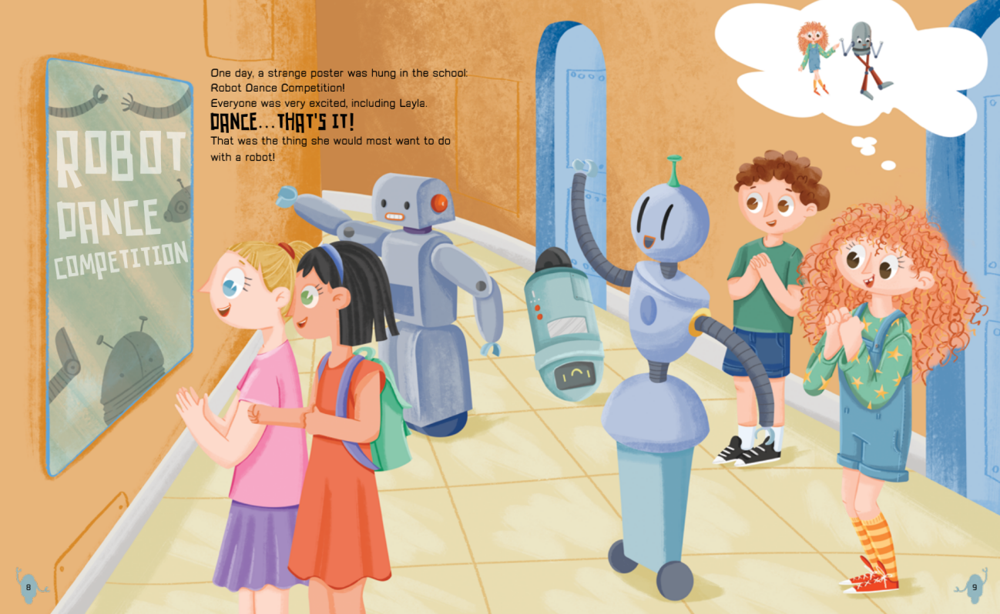 ROBOT
DANCE
COMPETITION
One day, a strange poster was hung in the school:
Robot Dance Competition!
Everyone was very excited, including Layla.
DANCE...THAT'S IT!
That was the thing she would most want to do
with a robot!
8
9